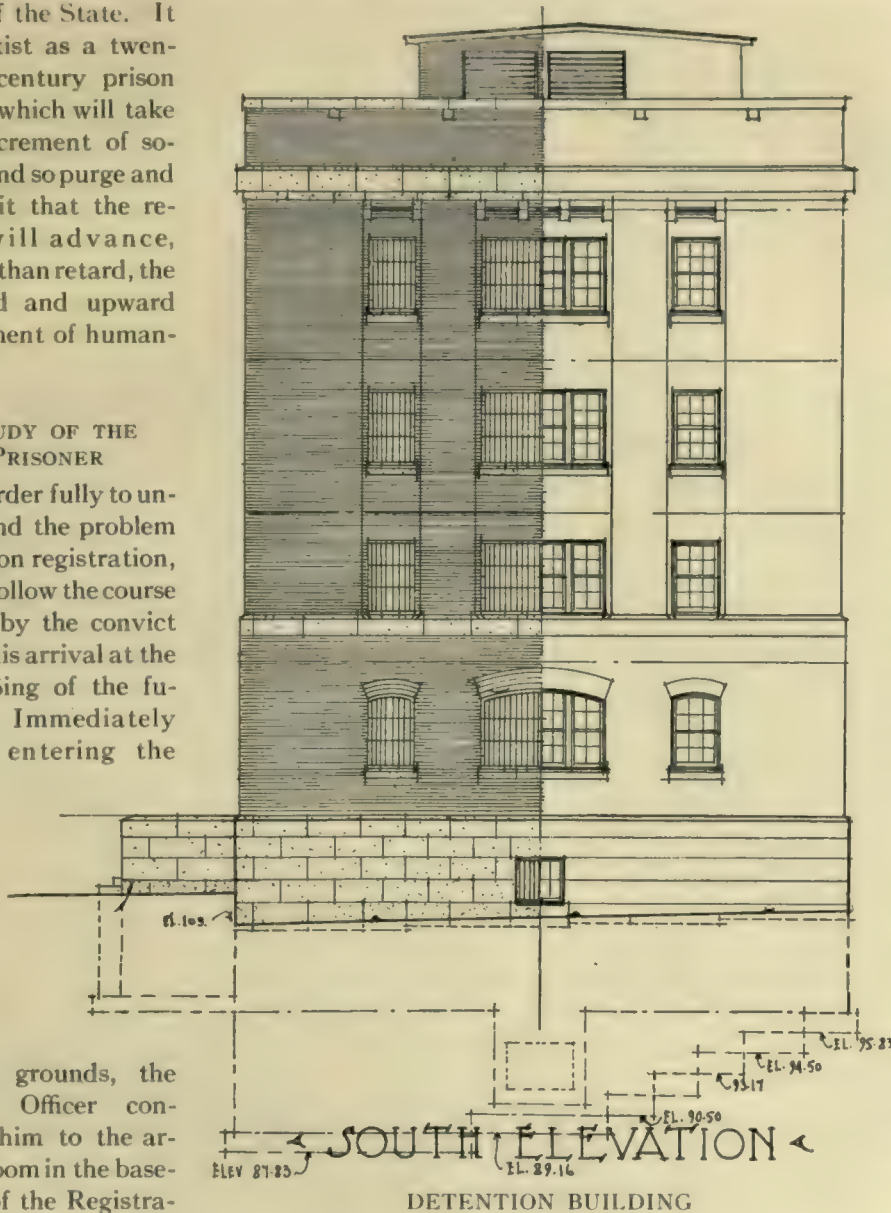 of the State. It
xist as a twen-
century prison
which will take
crement of so-
nd so purge and
it that the re-
will advance,
than retard, the
d and upward
ment of human-
UDY OF THE
PRISONER
rder fully to un-
nd the problem
on registration,
ollow the course
by the convict
is arrival at the
Sing of the fu-
Immediately
entering the
grounds, the
Officer con-
him to the ar-
oom in the base-
of the Registra-
El. 103.
EL. 95.83
EL. 94.50
93.17
EL. 90.50
SOUTH ELEVATION
ELEV 87.83
EL. 89.16
DETENTION BUILDING